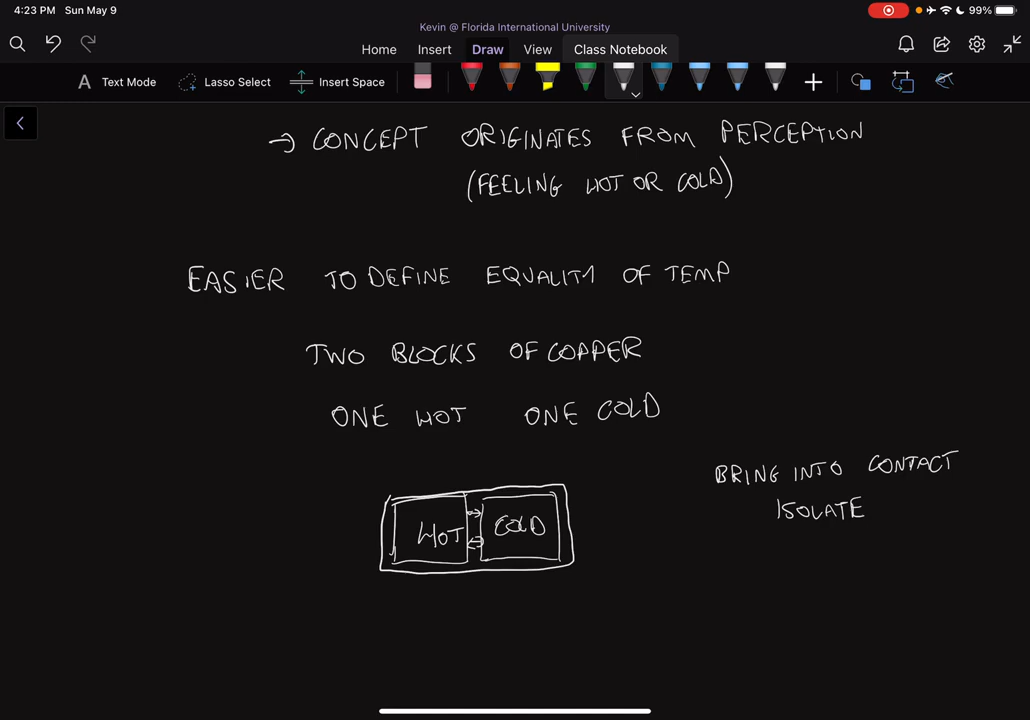 4:23 PM Sun May 9
99%
Kevin @ Florida International University
Home Insert Draw View Class Notebook
A Text Mode Lasso Select Insert Space
→ CONCEPT ORIGINATES FROM PERCEPTION
(FEELING HOT OR COLD)
EASIER TO DEFINE EQUALITY OF TEMP
TWO BLOCKS OF COPPER
ONE HOT ONE COLD
BRING INTO CONTACT
ISOLATE
HOT COLD